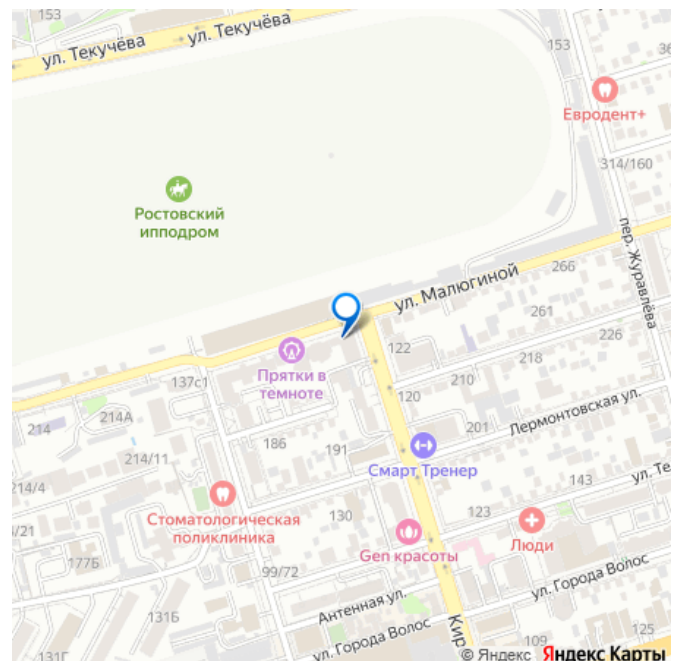 153
ул. Текучёва
ул. Текучёва
153
36
Евродент+
314/160
Ростовский
ипподром
пер. Журавлёва
ул. Малюгиной
266
261
226
122
218
Прятки в
темноте
137с1
120
210
214А
214
201
Лермонтовская ул.
186
191
Смарт Тренер
214/11
143
ул. Те
214/4
Стоматологическая
поликлиника
130
123
Люди
/21
Gen красоты
177Б
99/72
ул. Города Волос
Антенная ул.
131Б
Кир
109
125
131Г
ул. Города Волос
© Яндекс Яндекс Карты